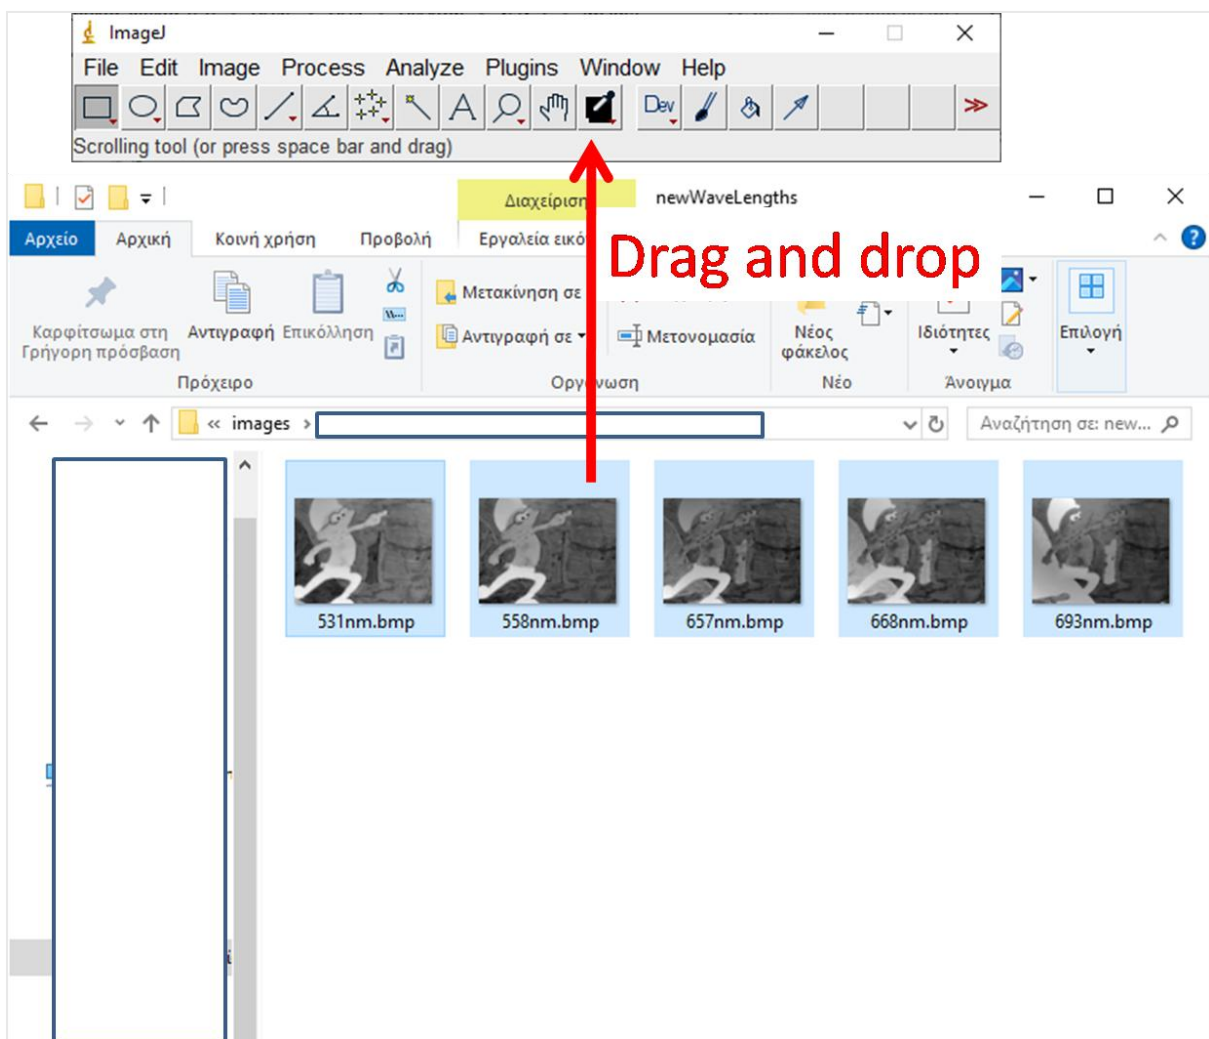 ImageJ
File Edit Image Process Analyze Plugins Window Help
A Dev
Scrolling tool (or press space bar and drag)
Διαχείριση newWaveLengths
Αρχείο Αρχική Κοινή χρήση Προβολή Εργαλεία
Drag and drop
Μετακίνηση σε
Καρφίτσωμα στη Αντιγραφή Επικόλληση Αντιγραφή σε Μετονομασία Νέος Ιδιότητες Επιλογή
Γρήγορη πρόσβαση φάκελος
Πρόχειρο Οργάνωση Νέο Άνοιγμα
« images › Αναζήτηση σε: new...
531nm.bmp 558nm.bmp 657nm.bmp 668nm.bmp 693nm.bmp